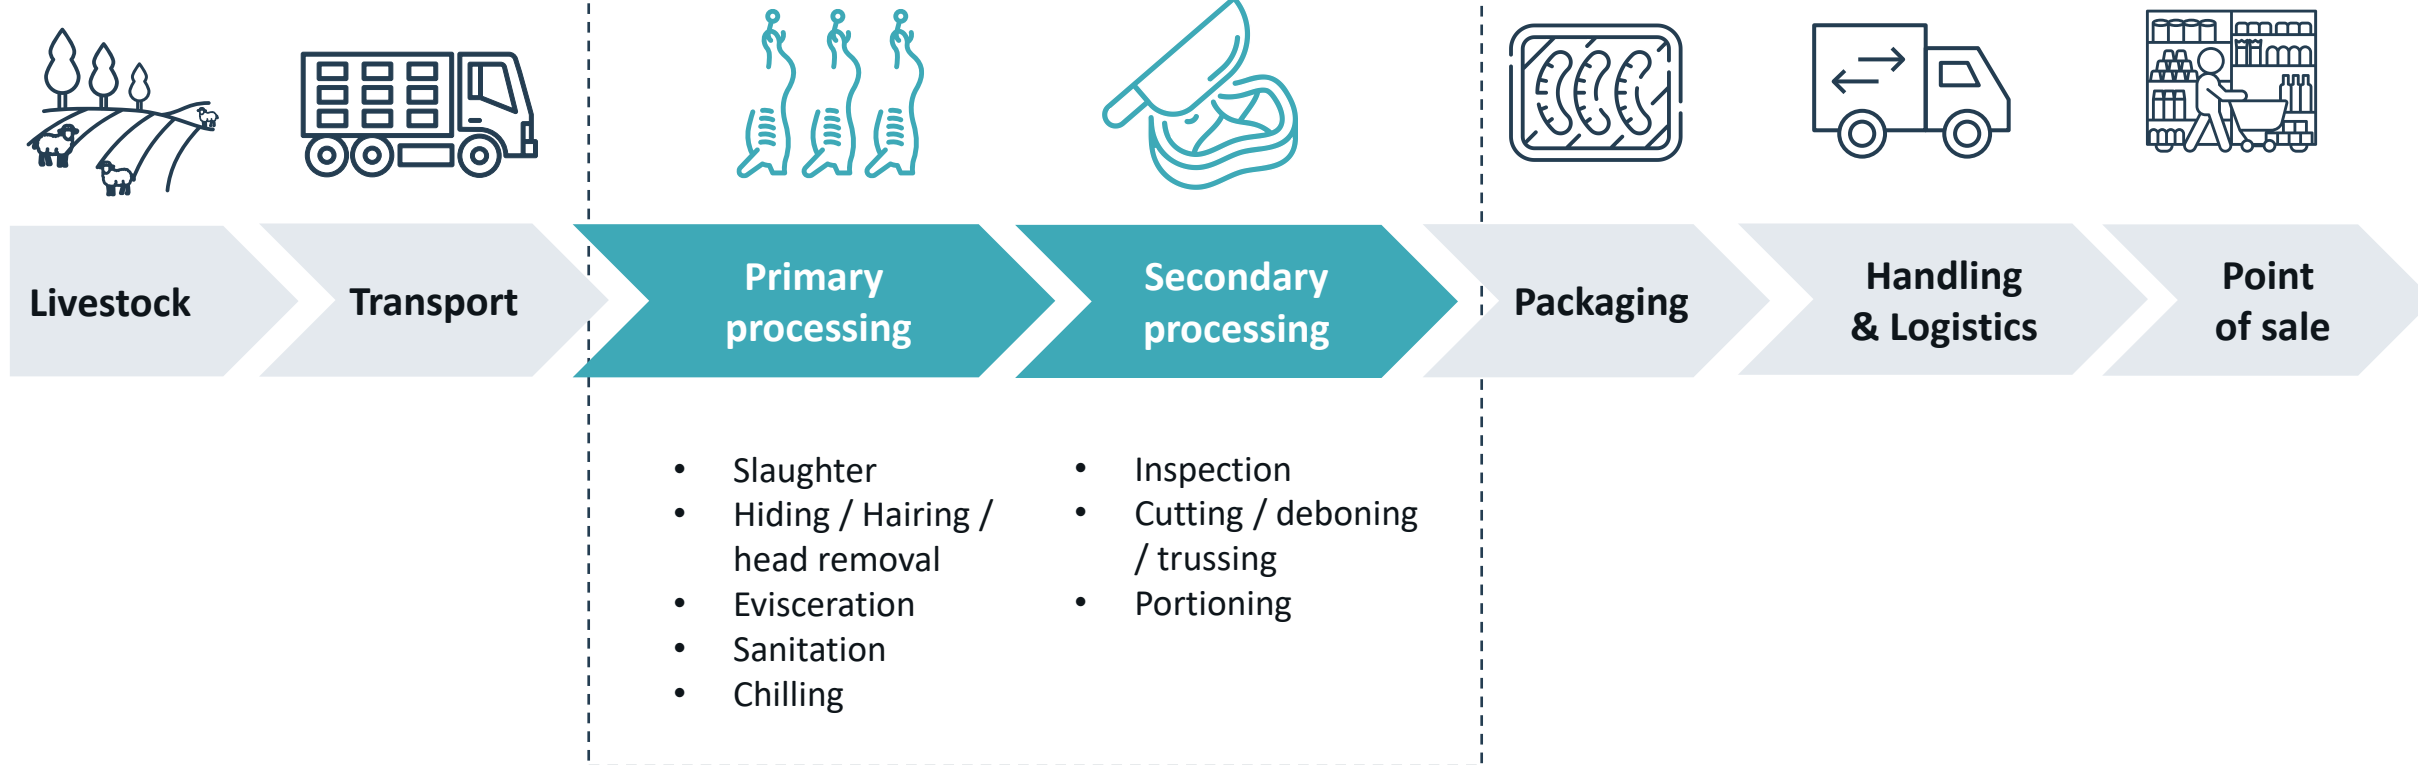 Livestock
Transport
Primary
processing
Secondary
processing
Packaging
Handling
& Logistics
Point
of sale
• Slaughter
• Hiding / Hairing /
head removal
• Evisceration
• Sanitation
• Chilling
• Inspection
• Cutting / deboning
/ trussing
• Portioning